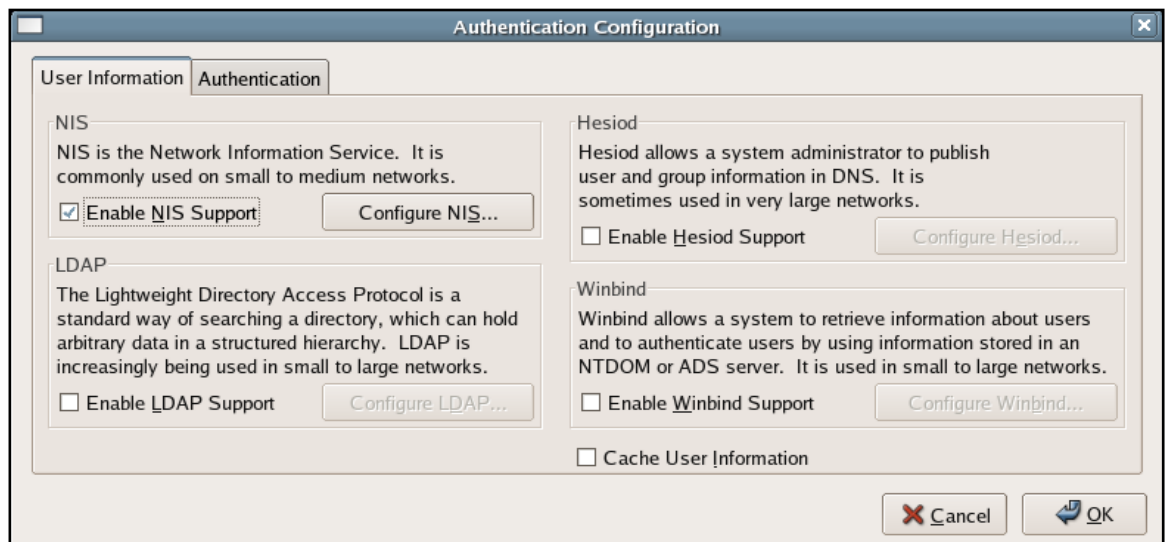 Authentication Configuration
User Information
Authentication
NIS
NIS is the Network Information Service. It is
commonly used on small to medium networks.
Enable NIS Support
Configure NIS...
LDAP
The Lightweight Directory Access Protocol is a
standard way of searching a directory, which can hold
arbitrary data in a structured hierarchy. LDAP is
increasingly being used in small to large networks.
Enable LDAP Support
Configure LDAP...
Hesiod
Hesiod allows a system administrator to publish
user and group information in DNS. It is
sometimes used in very large networks.
Enable Hesiod Support
Configure Hesiod...
Winbind
Winbind allows a system to retrieve information about users
and to authenticate users by using information stored in an
NTDOM or ADS server. It is used in small to large networks.
Enable Winbind Support
Configure Winbind...
Cache User Information
Cancel
OK